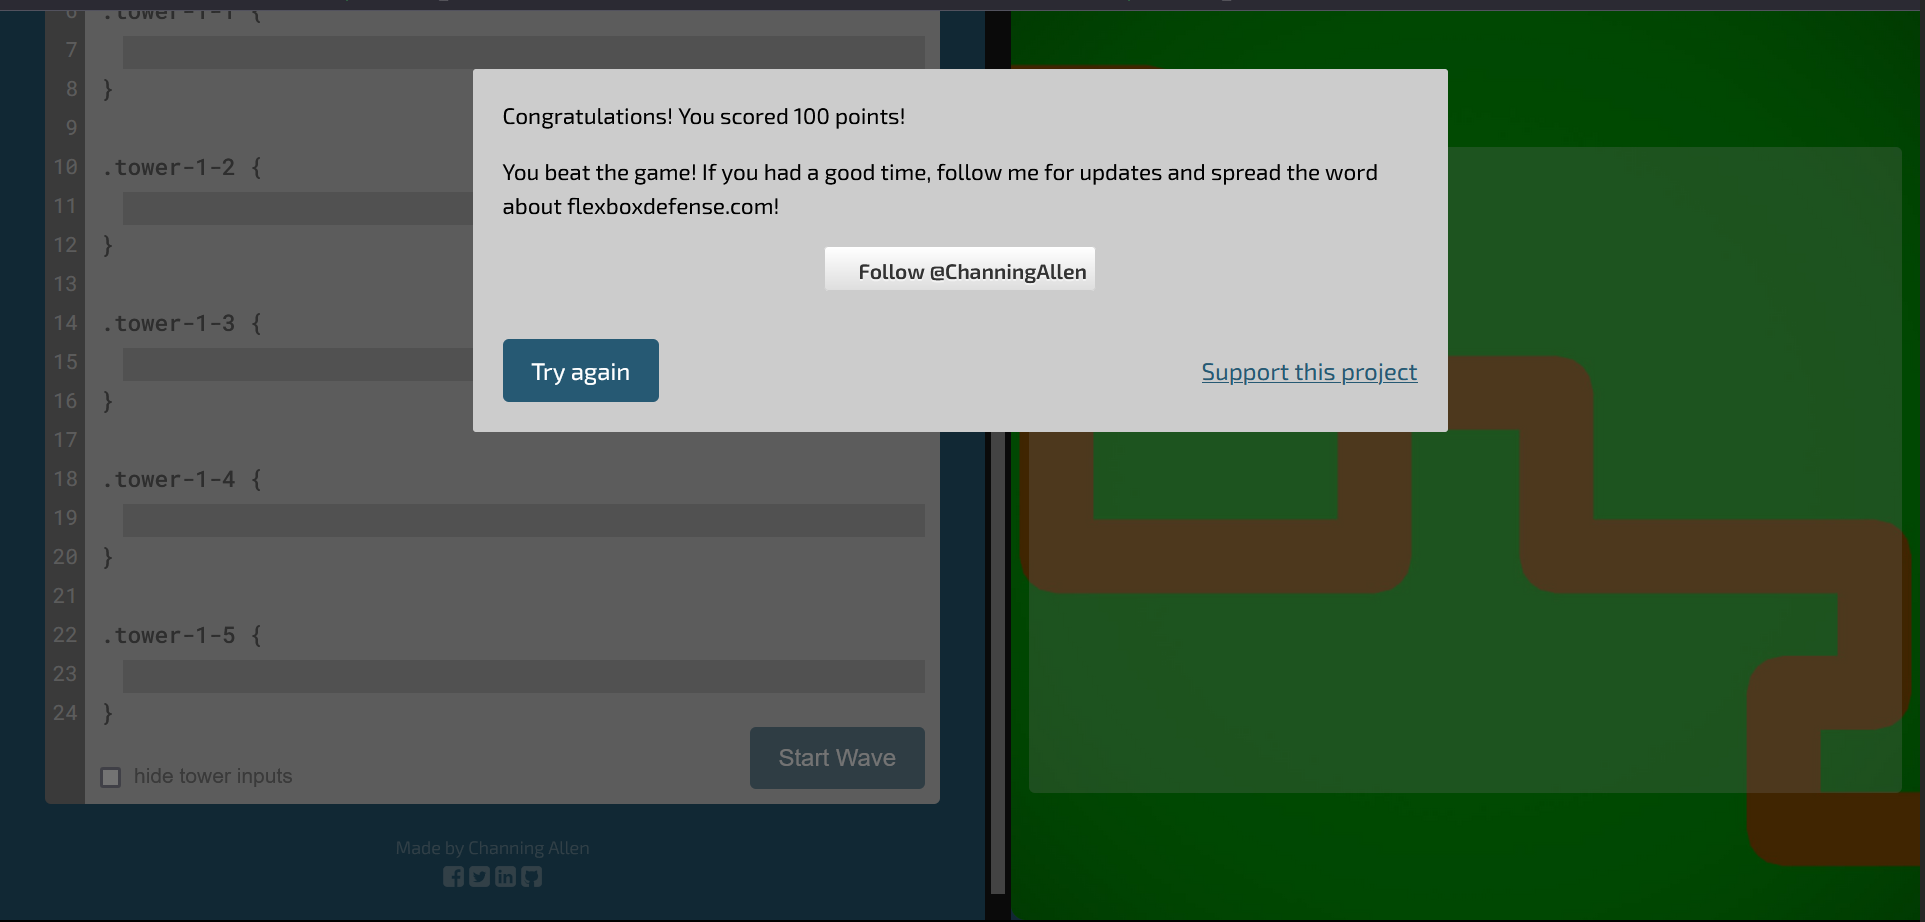 6 .tower-1-1 {
7
8 }
9
10 .tower-1-2 {
11
12 }
13
14 .tower-1-3 {
15
16 }
17
18 .tower-1-4 {
19
20 }
21
22 .tower-1-5 {
23
24 }
hide tower inputs
Start Wave
Made by Channing Allen
Congratulations! You scored 100 points!
You beat the game! If you had a good time, follow me for updates and spread the word
about flexboxdefense.com!
Follow @ChanningAllen
Try again
Support this project